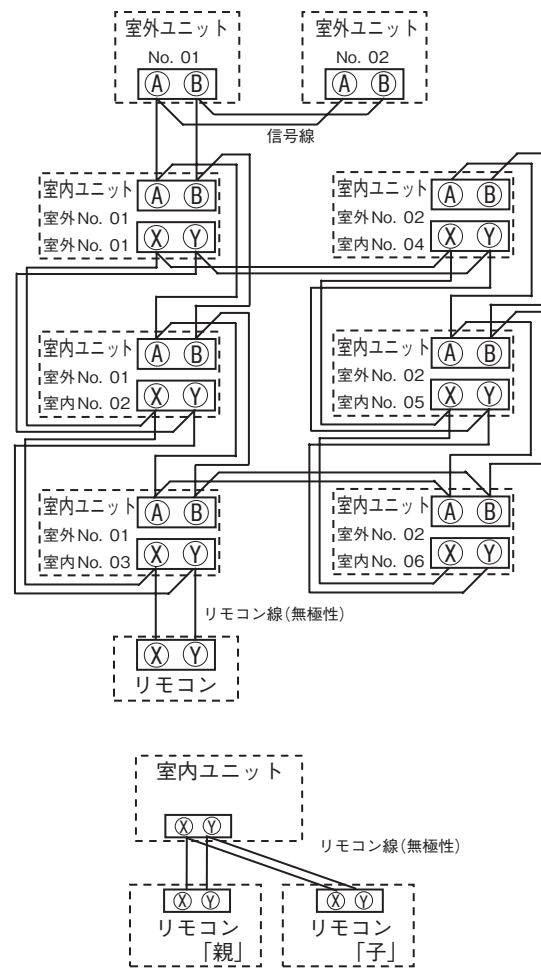 室外ユニット
No. 01
Ⓐ Ⓑ
室外ユニット
No. 02
Ⓐ Ⓑ
信号線
室内ユニット Ⓐ Ⓑ
室外No. 01
室外No. 01 Ⓧ Ⓨ
室内ユニット Ⓐ Ⓑ
室外No. 02
室内No. 04 Ⓧ Ⓨ
室内ユニット Ⓐ Ⓑ
室外No. 01
室内No. 02 Ⓧ Ⓨ
室内ユニット Ⓐ Ⓑ
室外No. 02
室内No. 05 Ⓧ Ⓨ
室内ユニット Ⓐ Ⓑ
室外No. 01
室内No. 03 Ⓧ Ⓨ
室内ユニット Ⓐ Ⓑ
室外No. 02
室内No. 06 Ⓧ Ⓨ
リモコン線(無極性)
Ⓧ Ⓨ
リモコン
室内ユニット
Ⓧ Ⓨ
リモコン線(無極性)
Ⓧ Ⓨ
リモコン
「親」
Ⓧ Ⓨ
リモコン
「子」